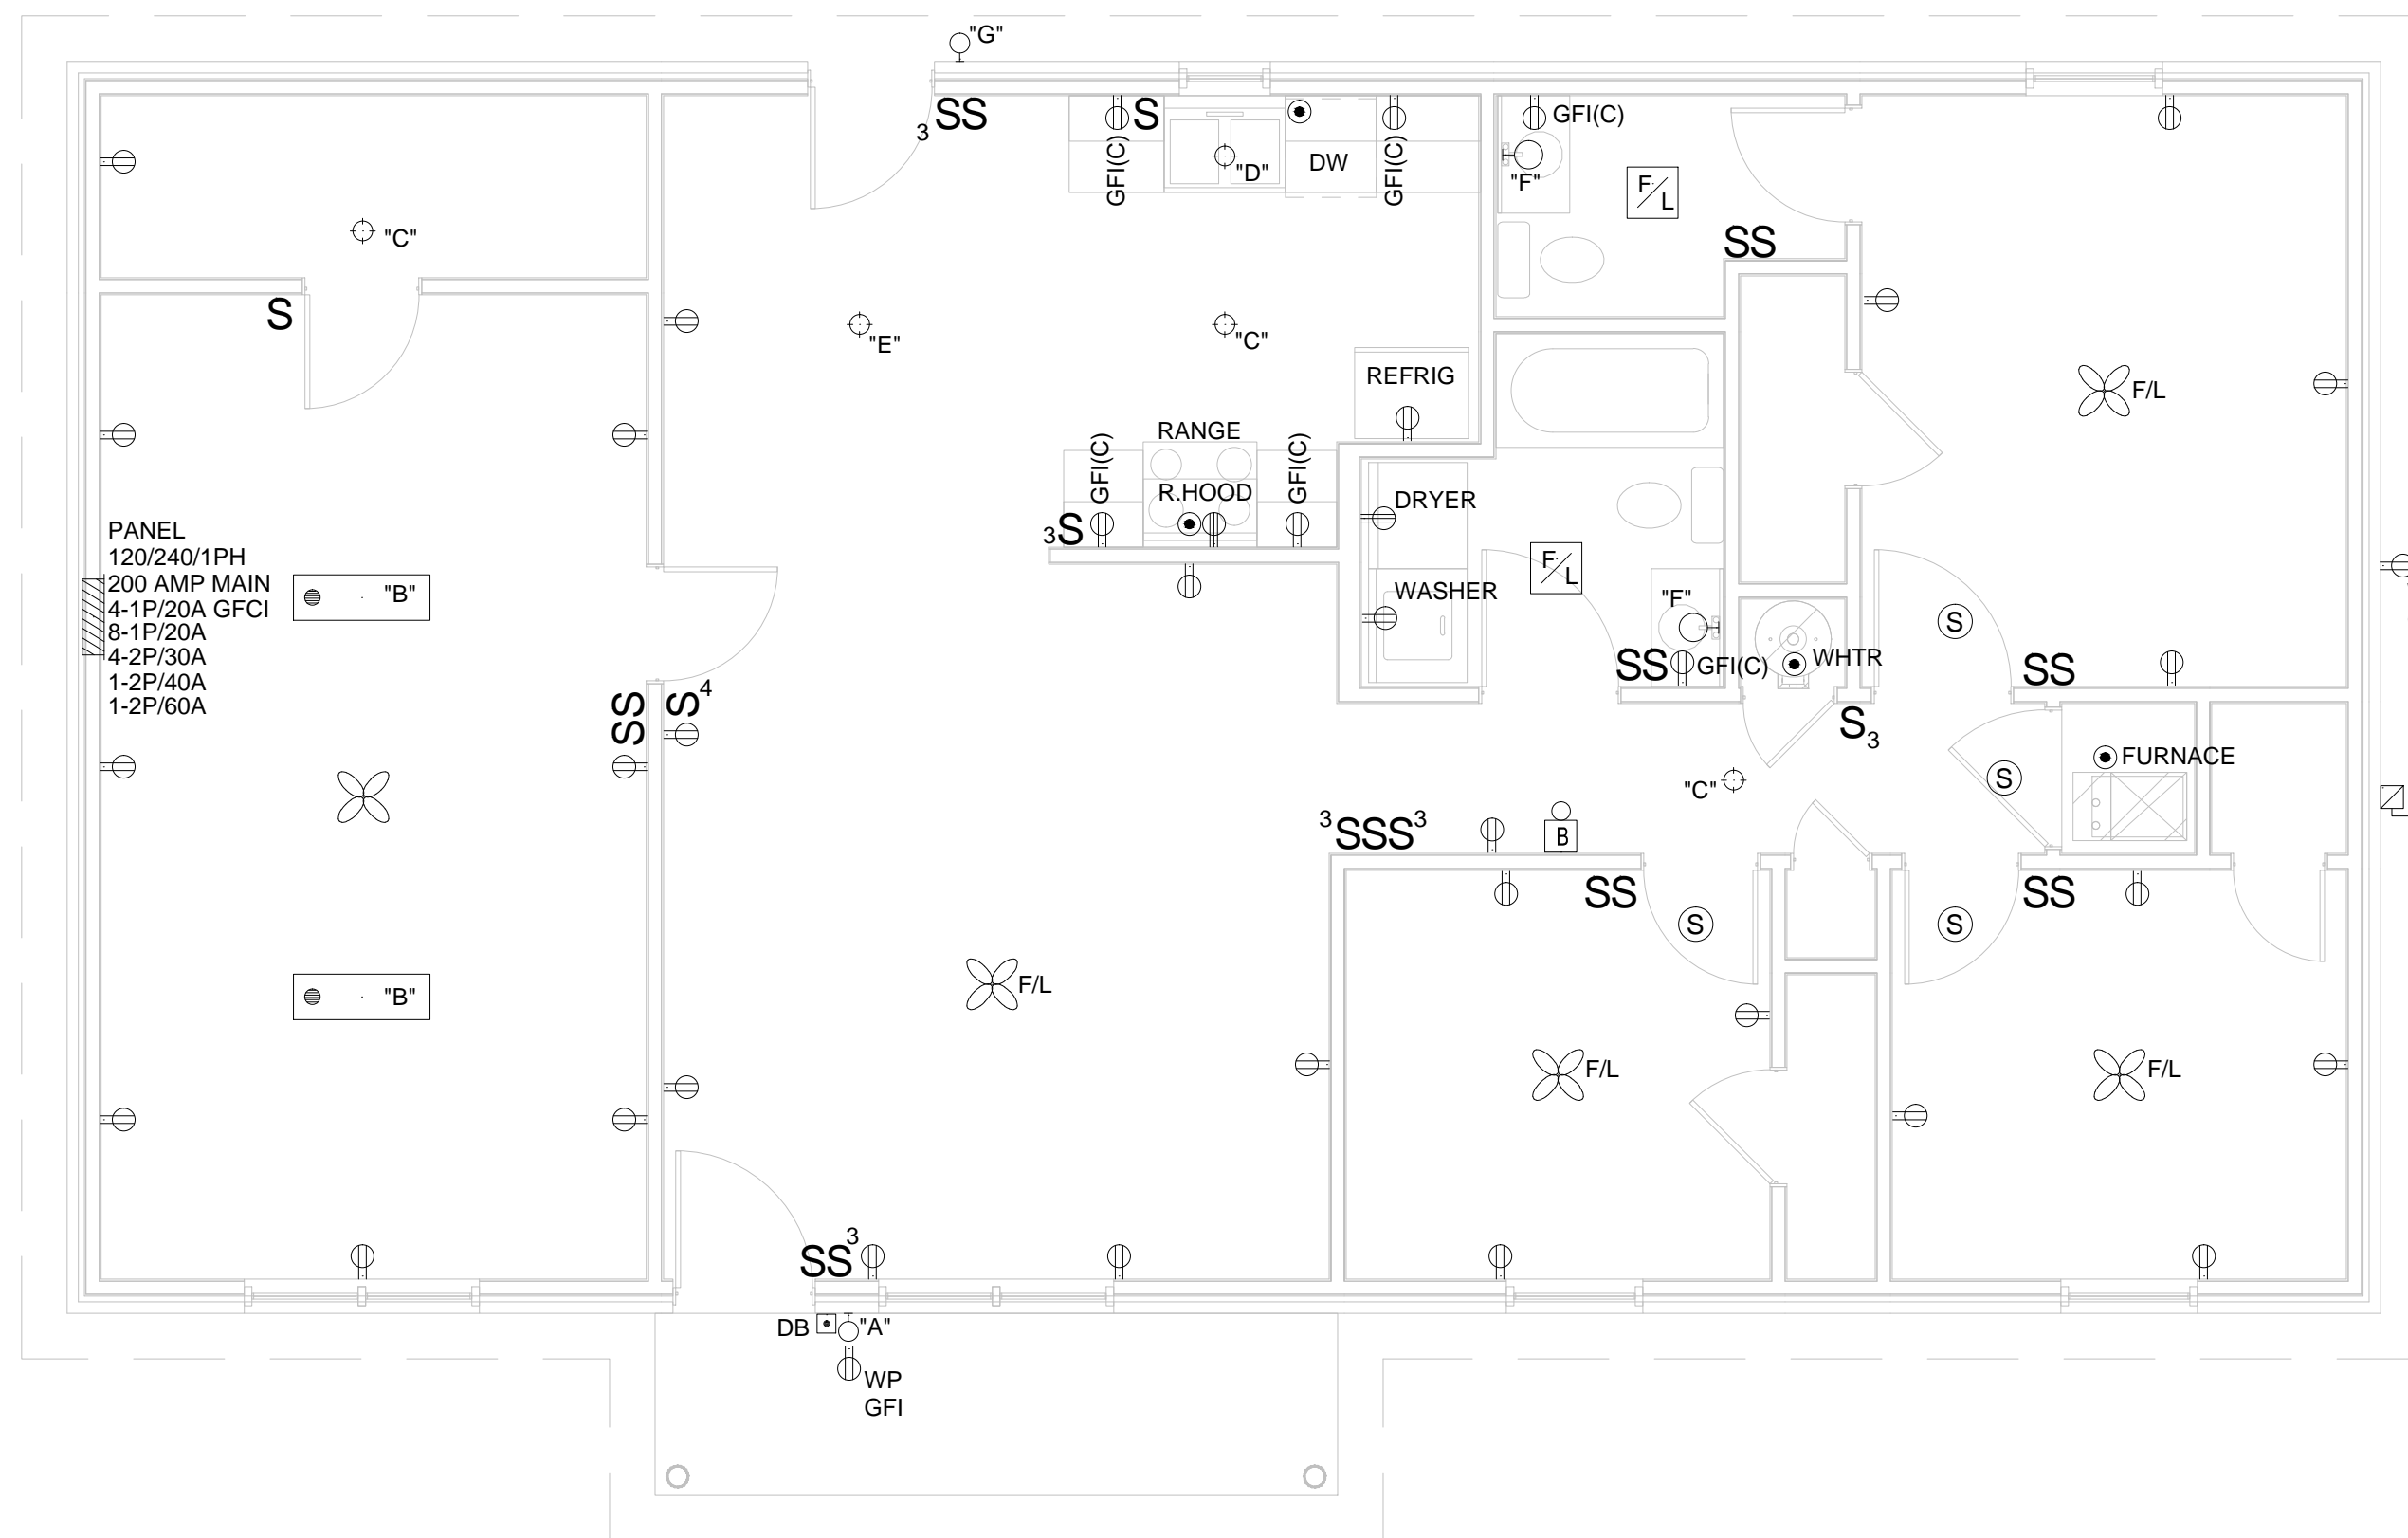 "G"
3 SS
S
GFI(C)
GFI(C)
GFI(C)
"D"
DW
"F"
F/L
"C"
SS
S
"E"
"C"
REFRIG
F/L
RANGE
GFI(C)
GFI(C)
R.HOOD
DRYER
3S
PANEL
120/240/1PH
200 AMP MAIN
4-1P/20A GFCI
8-1P/20A
4-2P/30A
1-2P/40A
1-2P/60A
"B"
F/L
WASHER
"F"
S
SS
GFI(C)
WHTR
SS
SS
S4
S3
FURNACE
S
"C"
3SSS3
B
SS
SS
S
S
"B"
F/L
F/L
F/L
SS3
DB
"A"
WP
GFI